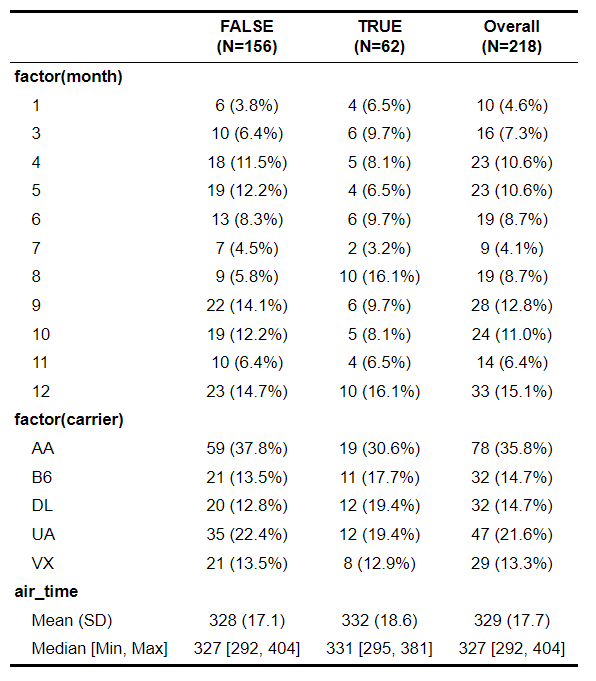 FALSE TRUE Overall
(N=156) (N=62) (N=218)
factor(month)
1 6 (3.8%) 4 (6.5%) 10 (4.6%)
3 10 (6.4%) 6 (9.7%) 16 (7.3%)
4 18 (11.5%) 5 (8.1%) 23 (10.6%)
5 19 (12.2%) 4 (6.5%) 23 (10.6%)
6 13 (8.3%) 6 (9.7%) 19 (8.7%)
7 7 (4.5%) 2 (3.2%) 9 (4.1%)
8 9 (5.8%) 10 (16.1%) 19 (8.7%)
9 22 (14.1%) 6 (9.7%) 28 (12.8%)
10 19 (12.2%) 5 (8.1%) 24 (11.0%)
11 10 (6.4%) 4 (6.5%) 14 (6.4%)
12 23 (14.7%) 10 (16.1%) 33 (15.1%)
factor(carrier)
AA 59 (37.8%) 19 (30.6%) 78 (35.8%)
B6 21 (13.5%) 11 (17.7%) 32 (14.7%)
DL 20 (12.8%) 12 (19.4%) 32 (14.7%)
UA 35 (22.4%) 12 (19.4%) 47 (21.6%)
VX 21 (13.5%) 8 (12.9%) 29 (13.3%)
air_time
Mean (SD) 328 (17.1) 332 (18.6) 329 (17.7)
Median [Min, Max] 327 [292, 404] 331 [295, 381] 327 [292, 404]